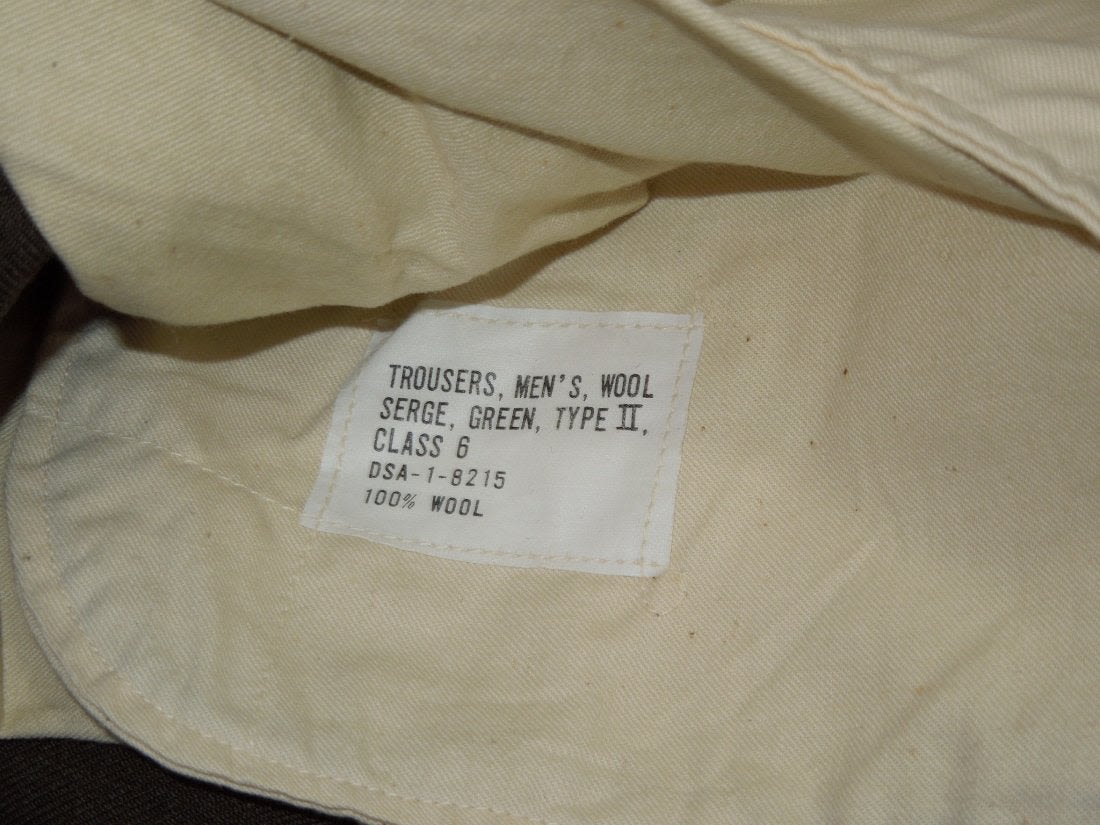 TROUSERS, MEN'S, WOOL
SERGE, GREEN, TYPE II,
CLASS 6
DSA-1-8215
100% WOOL